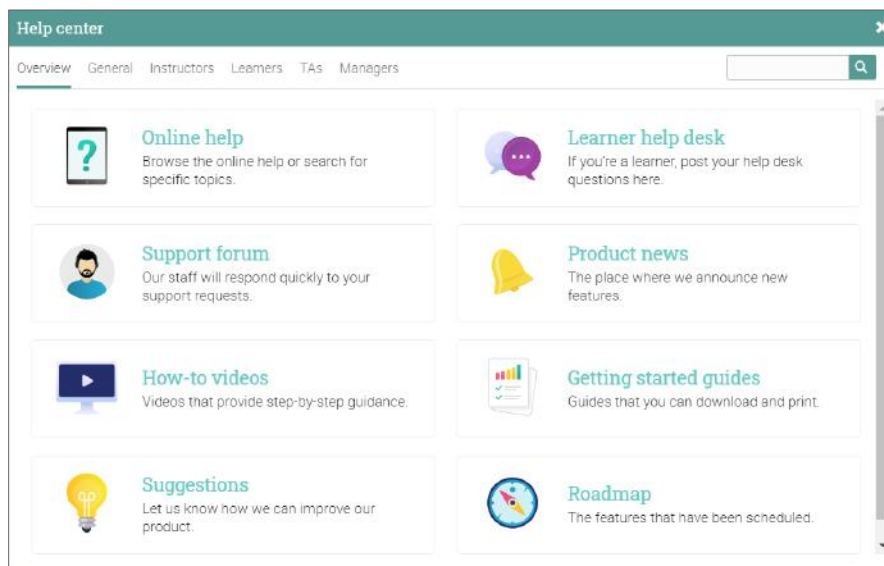 Help center
Overview General Instructors Learners TAs Managers
Online help
Browse the online help or search for
specific topics.
Learner help desk
If you're a learner, post your help desk
questions here.
Support forum
Our staff will respond quickly to your
support requests.
Product news
The place where we announce new
features.
How-to videos
Videos that provide step-by-step guidance.
Getting started guides
Guides that you can download and print.
Suggestions
Let us know how we can improve our
product.
Roadmap
The features that have been scheduled.